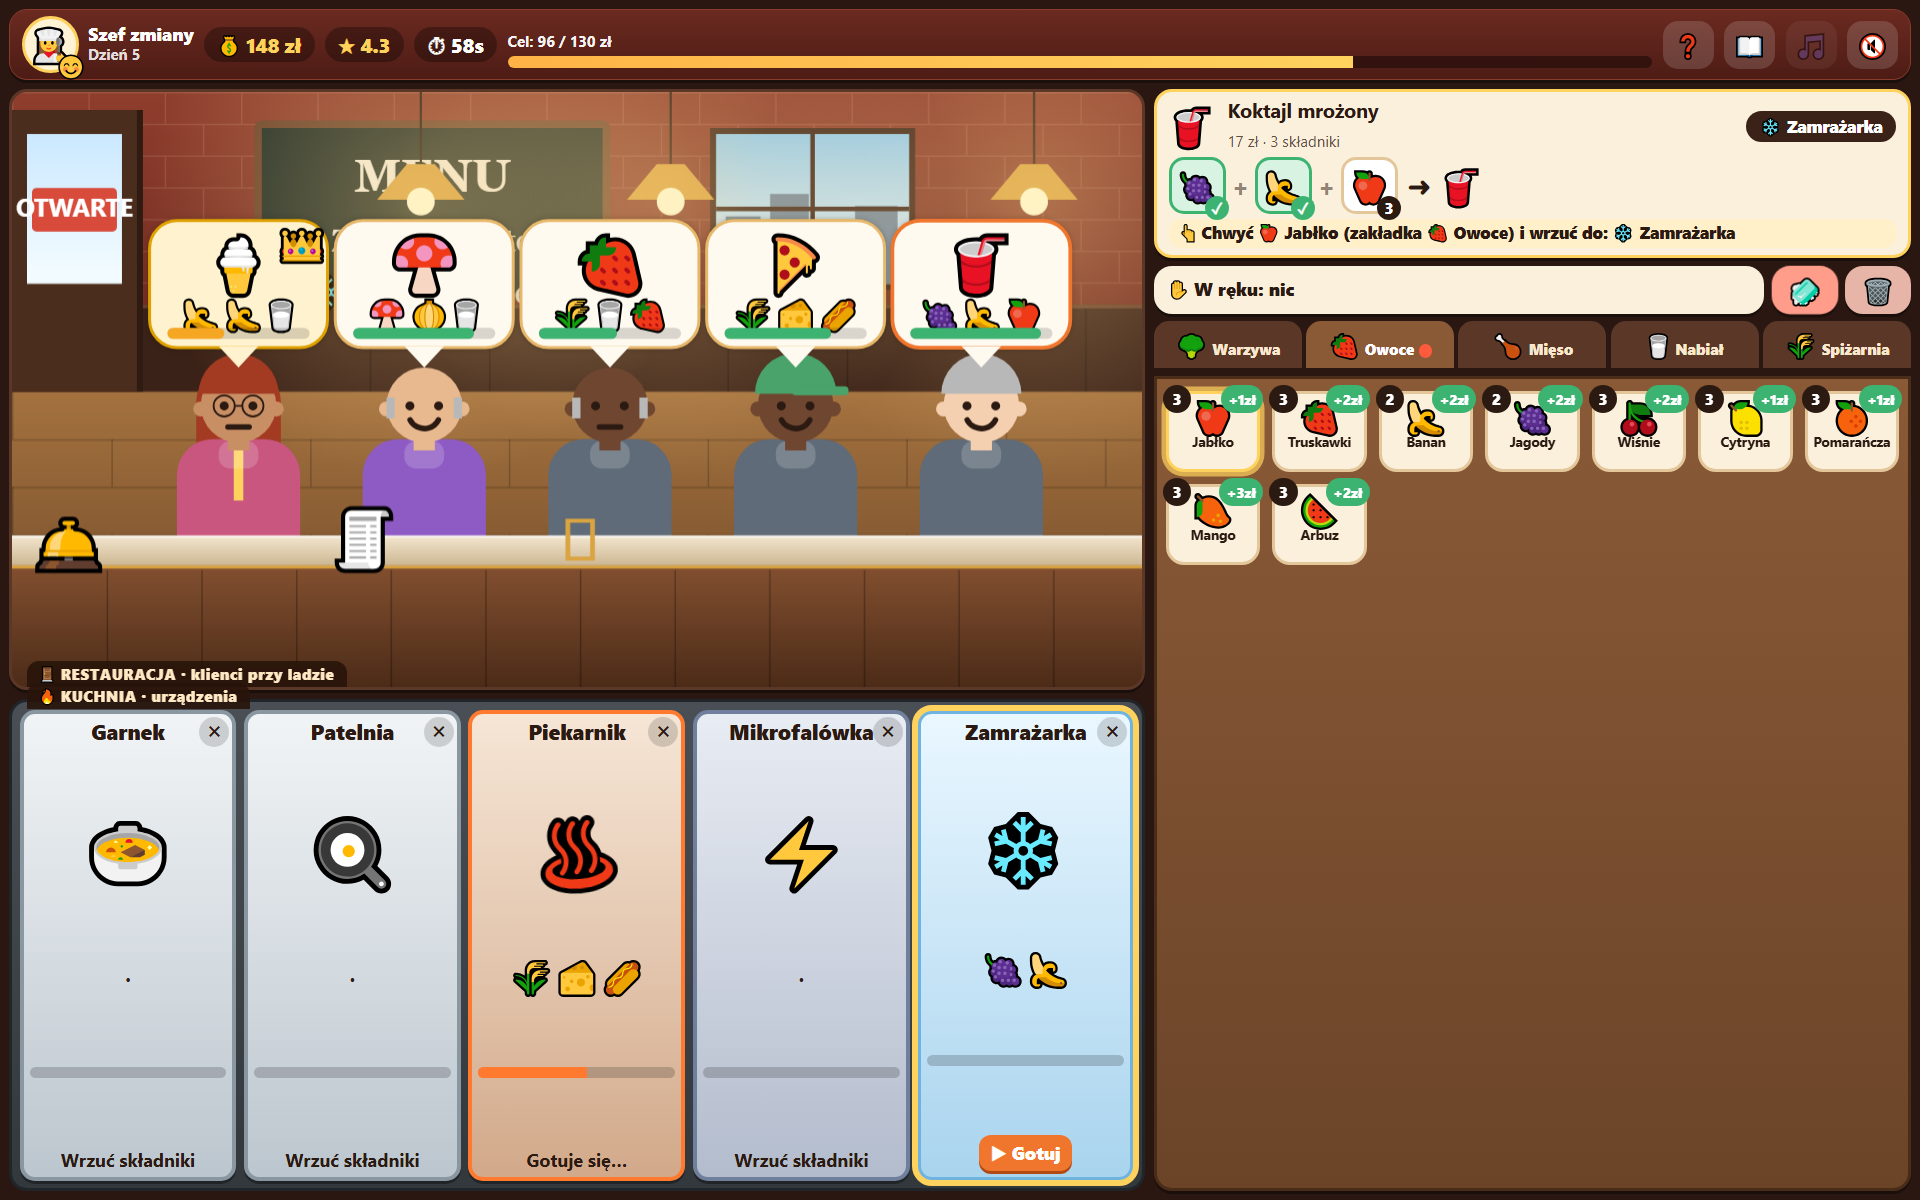 Szef zmiany
Dzień 5
148 zł
★ 4.3
58s
Cel: 96 / 130 zł
MENU
OTWARTE
RESTAURACJA · klienci przy ladzie
KUCHNIA · urządzenia
Garnek ✕
Wrzuć składniki
Patelnia ✕
Wrzuć składniki
Piekarnik ✕
Gotuje się...
Mikrofalówka ✕
Wrzuć składniki
Zamrażarka ✕
▶ Gotuj
Koktajl mrożony
17 zł · 3 składniki
Zamrażarka
+ + 3 →
Chwyć Jabłko (zakładka Owoce) i wrzuć do: Zamrażarka
W ręku: nic
Warzywa
Owoce
Mięso
Nabiał
Spiżarnia
3 +1zł
Jabłko
3 +2zł
Truskawki
2 +2zł
Banan
2 +2zł
Jagody
3 +2zł
Wiśnie
3 +1zł
Cytryna
3 +1zł
Pomarańcza
3 +3zł
Mango
3 +2zł
Arbuz